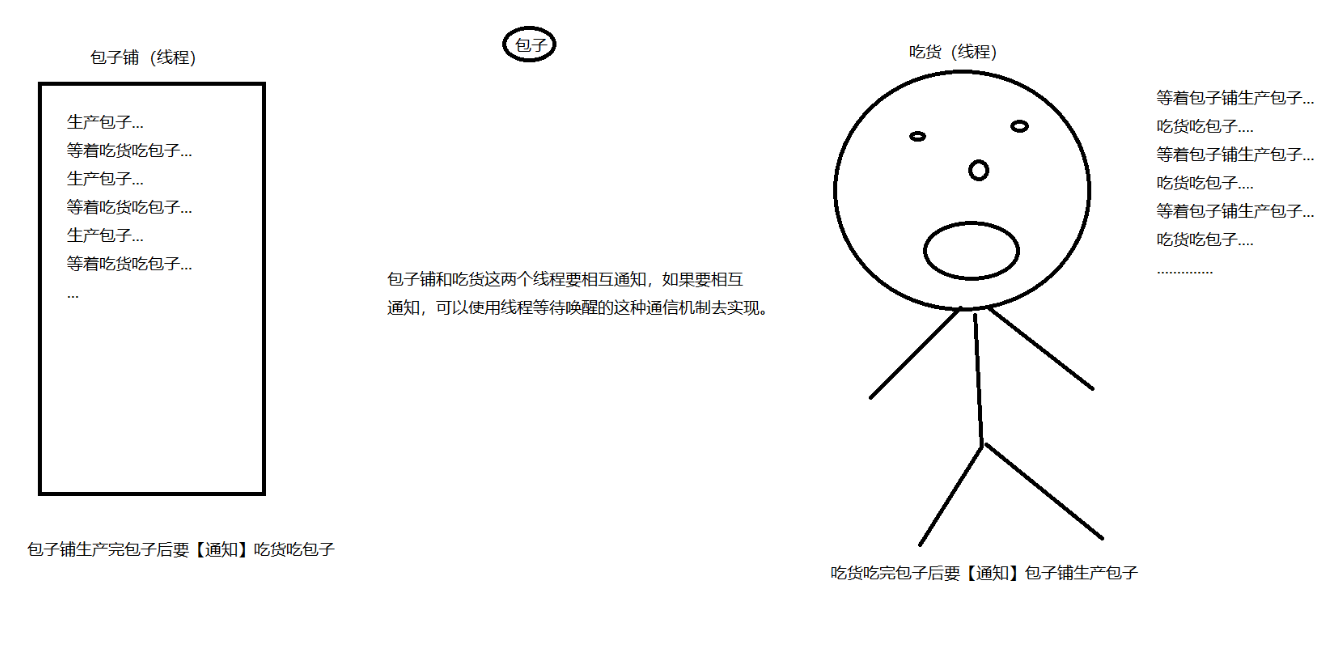 包子铺（线程）
生产包子...
等着吃货吃包子...
生产包子...
等着吃货吃包子...
生产包子...
等着吃货吃包子...
...
包子铺生产完包子后要【通知】吃货吃包子
包子
包子铺和吃货这两个线程要相互通知，如果要相互
通知，可以使用线程等待唤醒的这种通信机制去实现。
吃货（线程）
等着包子铺生产包子...
吃货吃包子....
等着包子铺生产包子...
吃货吃包子....
等着包子铺生产包子...
吃货吃包子....
.............
吃货吃完包子后要【通知】包子铺生产包子